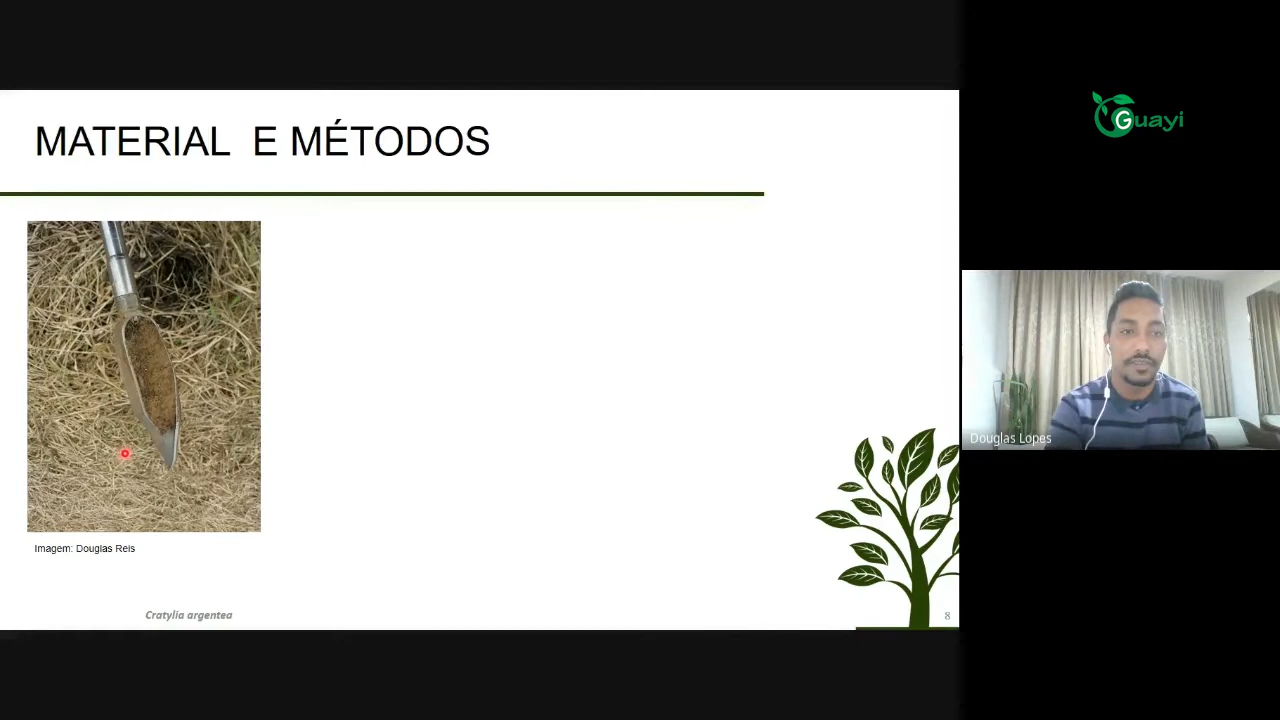 MATERIAL  E MÉTODOS
Guayi
Douglas Lopes
Imagem: Douglas Reis
Cratylia argentea
8